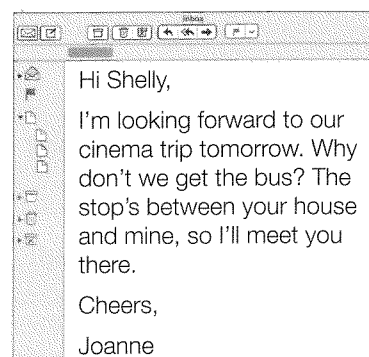 Inbox
Hi Shelly,
I'm looking forward to our
cinema trip tomorrow. Why
don't we get the bus? The
stop's between your house
and mine, so I'll meet you
there.
Cheers,
Joanne